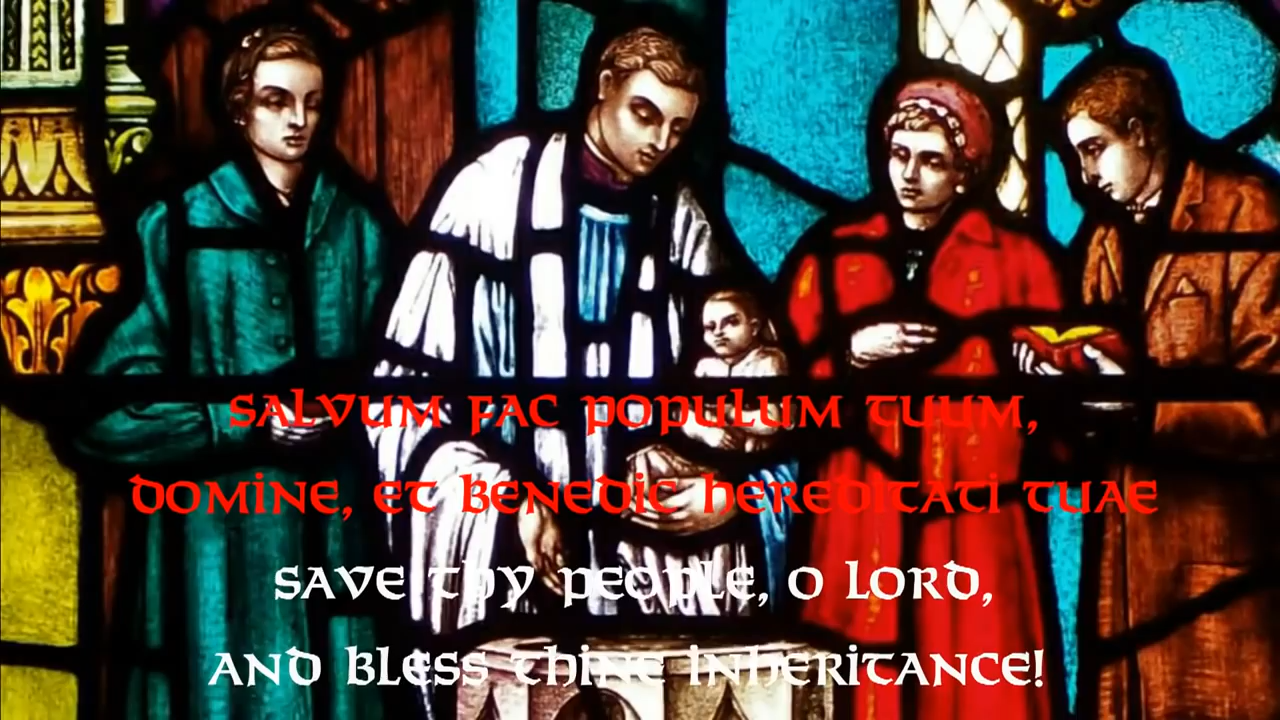 Salvum fac populum tuum,
Domine, et benedic hereditati tuae
Save Thy people, O Lord,
and bless Thine inheritance!